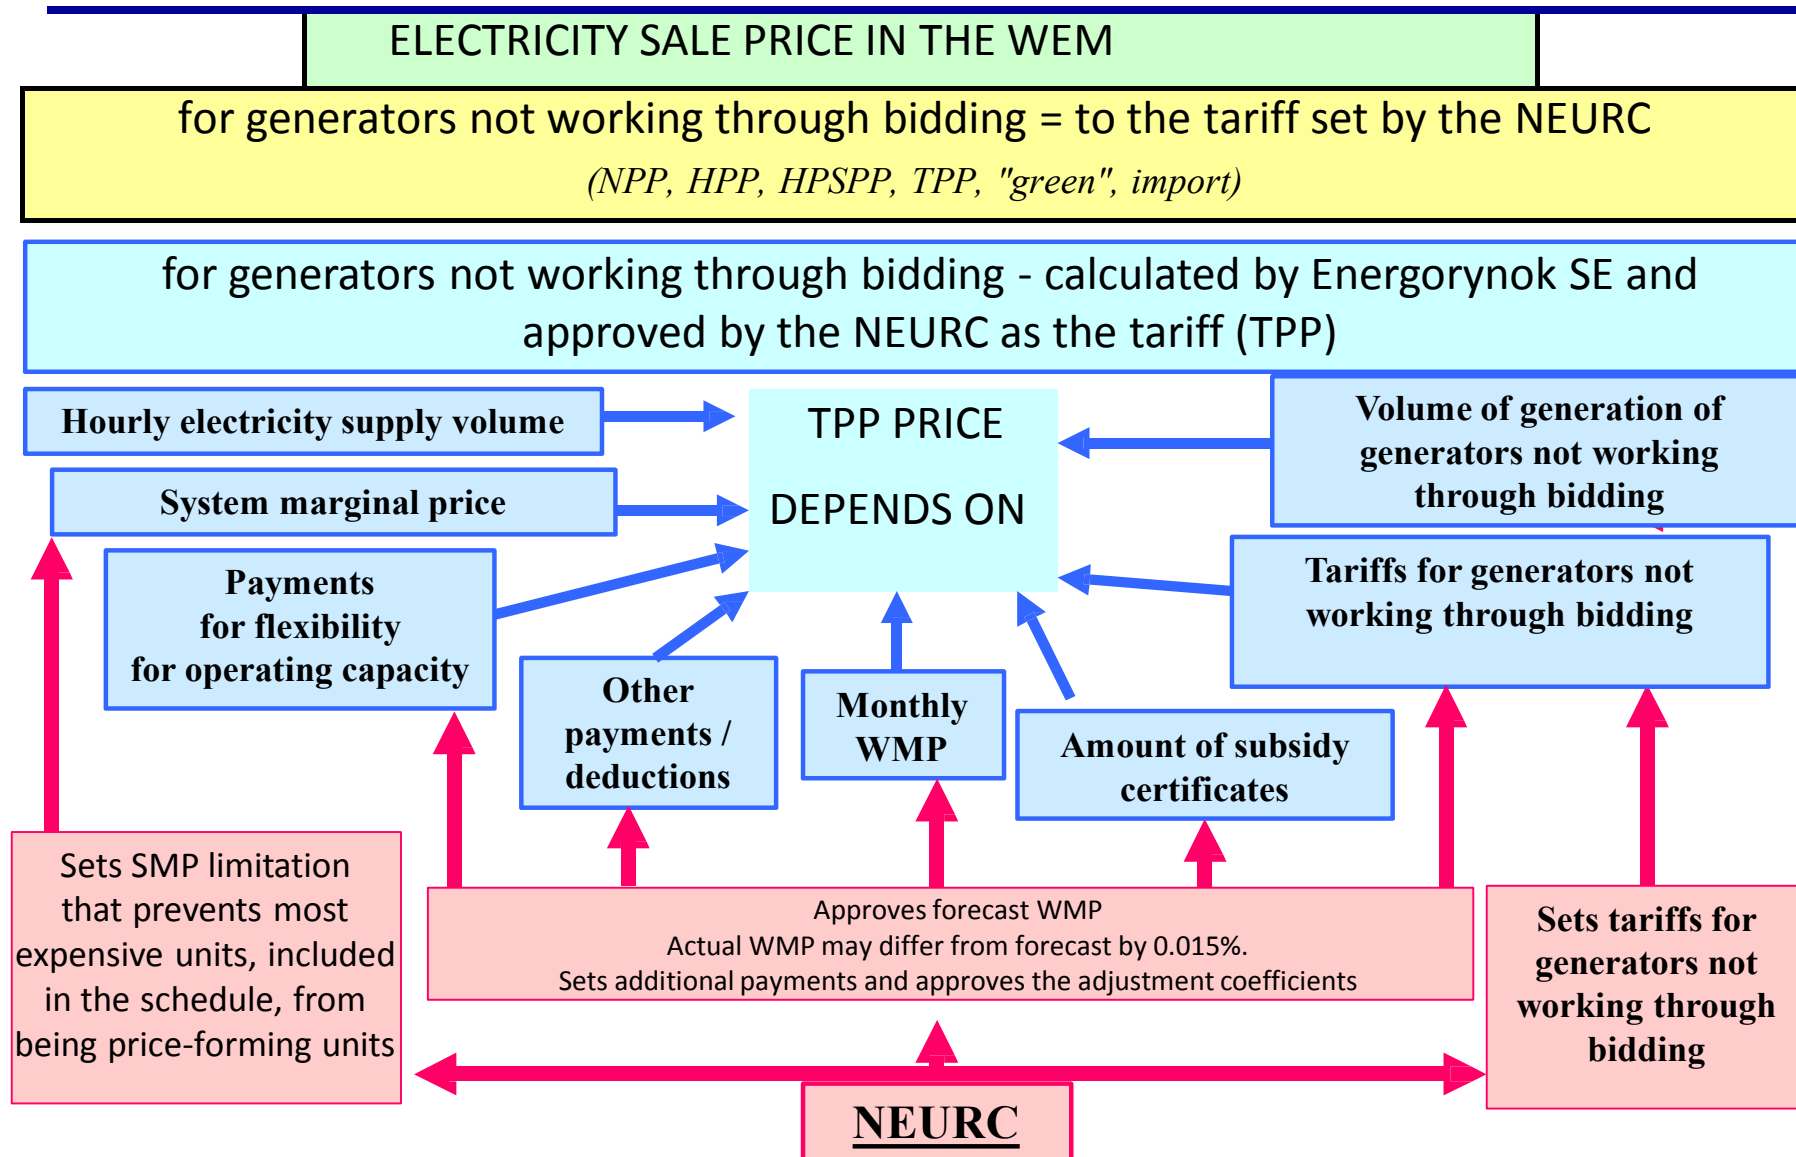 ELECTRICITY SALE PRICE IN THE WEM
for generators not working through bidding = to the tariff set by the NEURC
(NPP, HPP, HPSPP, TPP, "green", import)
for generators not working through bidding - calculated by Energorynok SE and
approved by the NEURC as the tariff (TPP)
Hourly electricity supply volume
System marginal price
Payments
for flexibility
for operating capacity
Other
payments /
deductions
TPP PRICE
DEPENDS ON
Monthly
WMP
Amount of subsidy
certificates
Volume of generation of
generators not working
through bidding
Tariffs for generators not
working through bidding
Sets SMP limitation
that prevents most
expensive units, included
in the schedule, from
being price-forming units
Approves forecast WMP
Actual WMP may differ from forecast by 0.015%.
Sets additional payments and approves the adjustment coefficients
Sets tariffs for
generators not
working through
bidding
NEURC